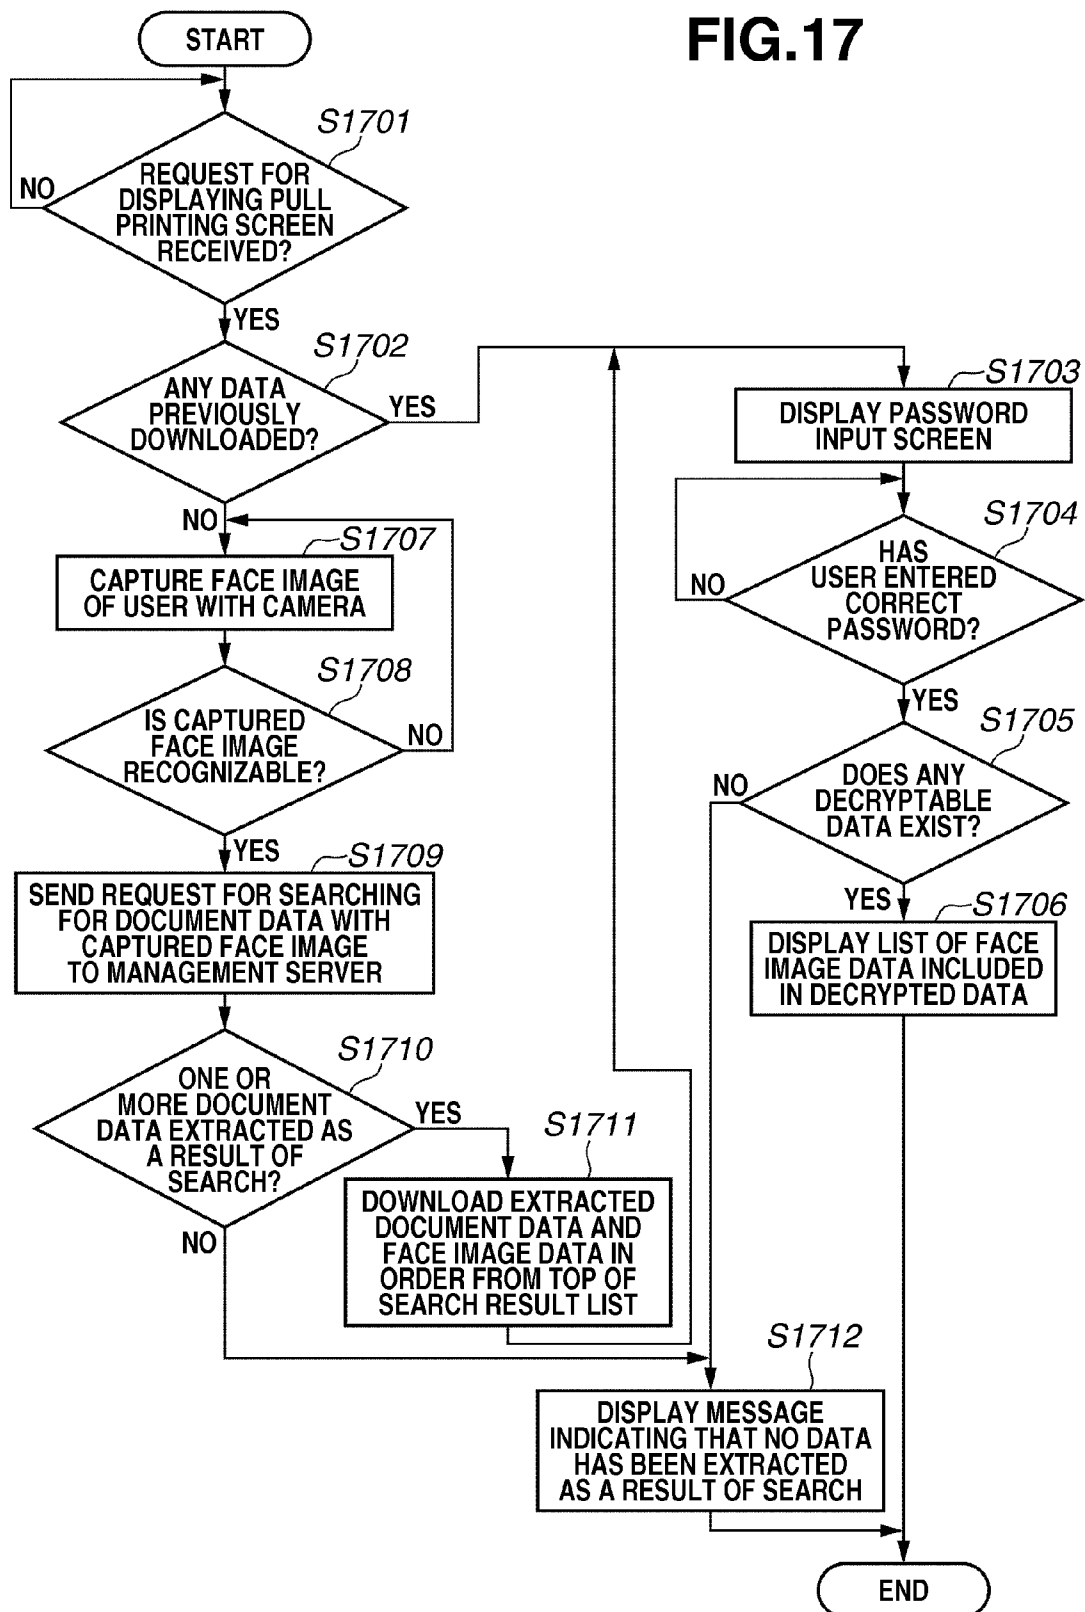 FIG.17
START
S1701
REQUEST FOR
DISPLAYING PULL
PRINTING SCREEN
RECEIVED?
NO
YES
S1702
ANY DATA
PREVIOUSLY
DOWNLOADED?
YES
NO
S1703
DISPLAY PASSWORD
INPUT SCREEN
S1704
HAS
USER ENTERED
CORRECT
PASSWORD?
NO
YES
S1705
DOES ANY
DECRYPTABLE
DATA EXIST?
NO
YES
S1706
DISPLAY LIST OF FACE
IMAGE DATA INCLUDED
IN DECRYPTED DATA
S1707
CAPTURE FACE IMAGE
OF USER WITH CAMERA
S1708
IS CAPTURED
FACE IMAGE
RECOGNIZABLE?
NO
YES
S1709
SEND REQUEST FOR SEARCHING
FOR DOCUMENT DATA WITH
CAPTURED FACE IMAGE
TO MANAGEMENT SERVER
S1710
ONE OR
MORE DOCUMENT
DATA EXTRACTED AS
A RESULT OF
SEARCH?
YES
NO
S1711
DOWNLOAD EXTRACTED
DOCUMENT DATA AND
FACE IMAGE DATA IN
ORDER FROM TOP OF
SEARCH RESULT LIST
S1712
DISPLAY MESSAGE
INDICATING THAT NO DATA
HAS BEEN EXTRACTED
AS A RESULT OF SEARCH
END